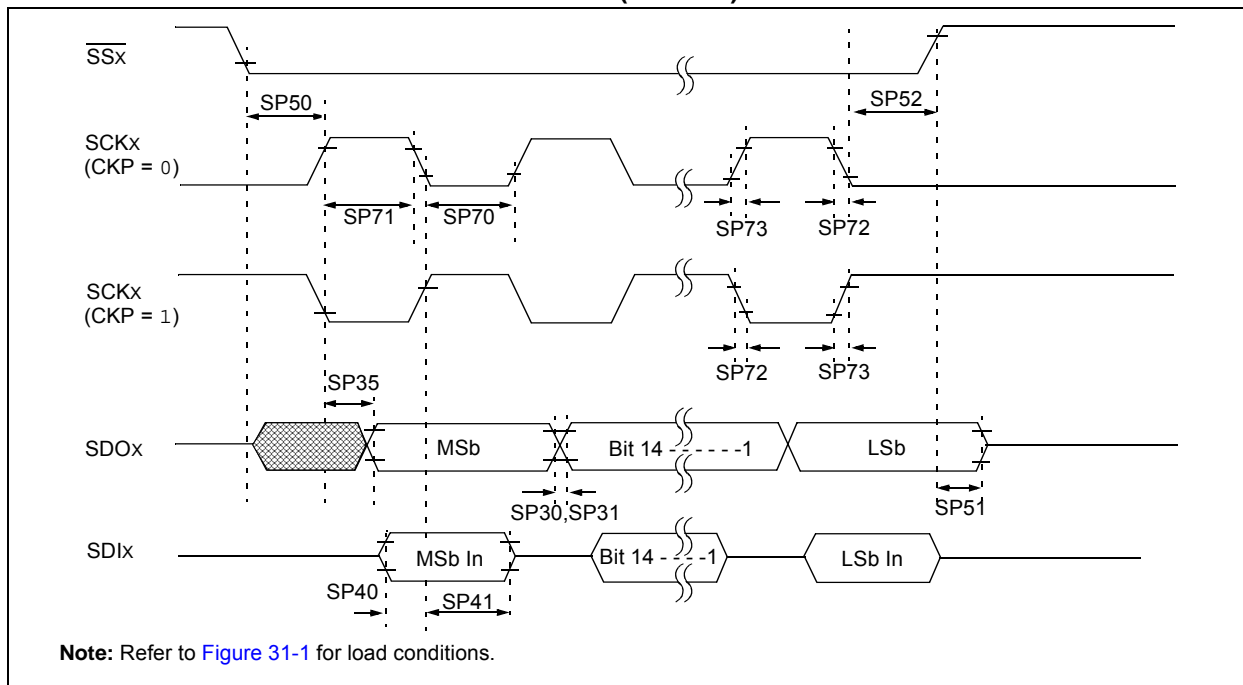 SSx
SP50
SP52
SCKx
(CKP = 0)
SP71
SP70
SP73
SP72
SCKx
(CKP = 1)
SP72
SP73
SP35
SDOx
MSb
Bit 14 - - - - - -1
LSb
SP30,SP31
SP51
SDIx
MSb In
Bit 14 - - - -1
LSb In
SP40
SP41
Note: Refer to Figure 31-1 for load conditions.